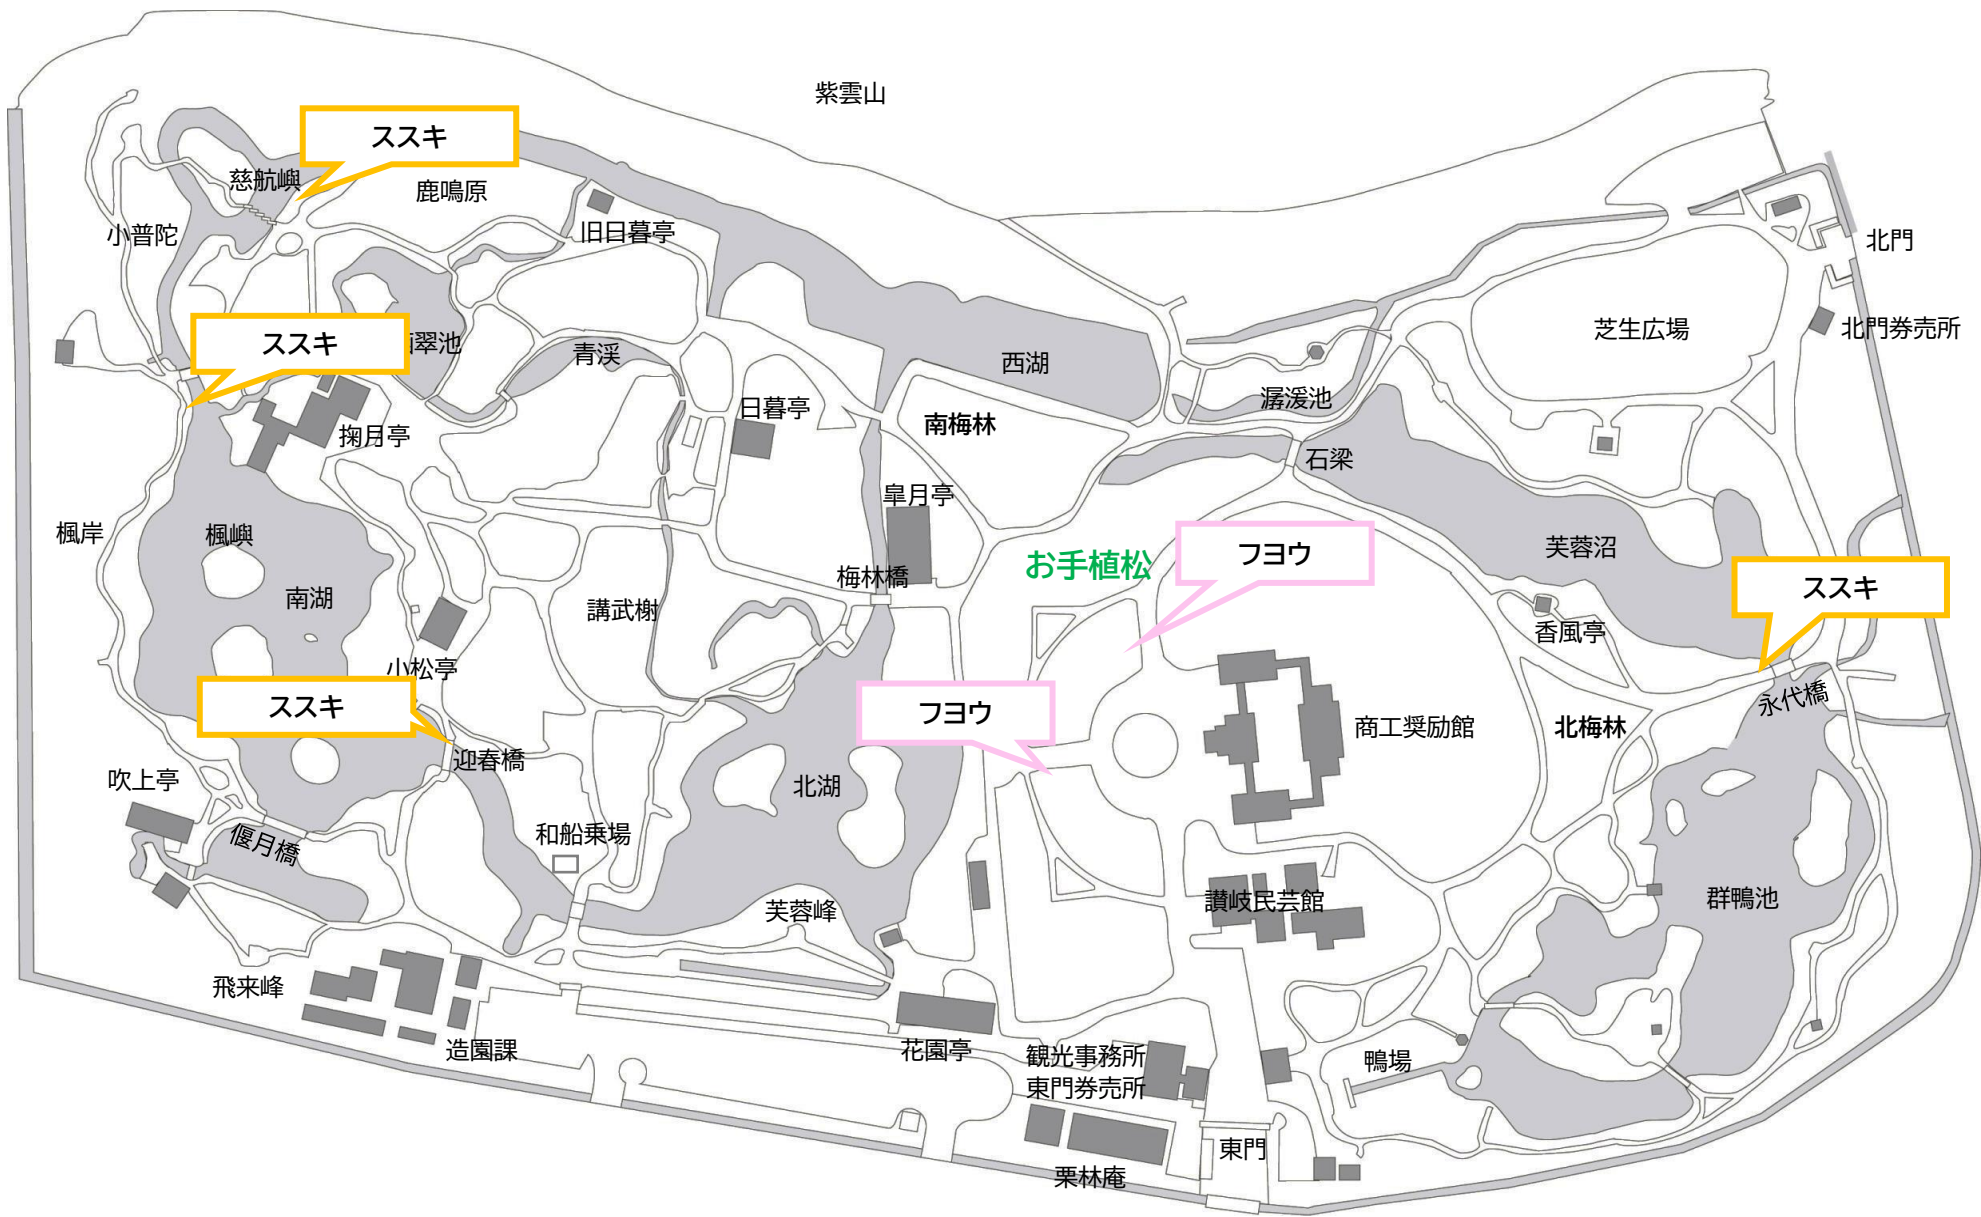 紫雲山
ススキ
慈航嶼
鹿鳴原
小普陀
旧日暮亭
北門
ススキ
翠池
青渓
西湖
芝生広場
北門券売所
潺湲池
日暮亭
南梅林
掬月亭
石梁
皐月亭
楓岸
楓嶼
お手植松
フヨウ
芙蓉沼
梅林橋
ススキ
南湖
講武榭
香風亭
小松亭
ススキ
フヨウ
永代橋
商工奨励館
北梅林
迎春橋
吹上亭
北湖
偃月橋
和船乗場
讃岐民芸館
群鴨池
芙蓉峰
飛来峰
造園課
花園亭
観光事務所
東門券売所
鴨場
東門
栗林庵